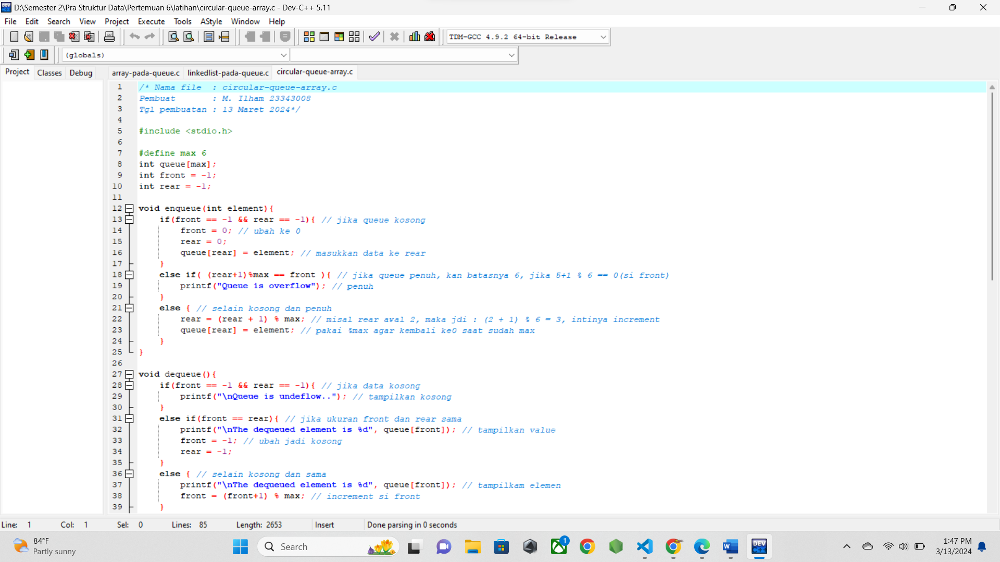 D:\Semester 2\Pra Struktur Data\Pertemuan 6\latihan\circular-queue-array.c - Dev-C++ 5.11
File Edit Search View Project Execute Tools AStyle Window Help
TDM-GCC 4.9.2 64-bit Release
(globals)
Project Classes Debug array-pada-queue.c linkedlist-pada-queue.c circular-queue-array.c
1 /* Nama file : circular-queue-array.c
2 Pembuat : M. Ilham 23343008
3 Tgl pembuatan : 13 Maret 2024*/
4
5 #include <stdio.h>
6
7 #define max 6
8 int queue[max];
9 int front = -1;
10 int rear = -1;
11
12 void enqueue(int element){
13 if(front == -1 && rear == -1){ // jika queue kosong
14 front = 0; // ubah ke 0
15 rear = 0;
16 queue[rear] = element; // masukkan data ke rear
17 }
18 else if( (rear+1)%max == front ){ // jika queue penuh, kan batasnya 6, jika 5+1 % 6 == 0(si front)
19 printf("Queue is overflow"); // penuh
20 }
21 else { // selain kosong dan penuh
22 rear = (rear + 1) % max; // misal rear awal 2, maka jdi : (2 + 1) % 6 = 3, intinya increment
23 queue[rear] = element; // pakai %max agar kembali ke0 saat sudah max
24 }
25 }
26
27 void dequeue(){
28 if(front == -1 && rear == -1){ // jika data kosong
29 printf("\nQueue is undeflow.."); // tampilkan kosong
30 }
31 else if(front == rear){ // jika ukuran front dan rear sama
32 printf("\nThe dequeued element is %d", queue[front]); // tampilkan value
33 front = -1; // ubah jadi kosong
34 rear = -1;
35 }
36 else { // selain kosong dan sama
37 printf("\nThe dequeued element is %d", queue[front]); // tampilkam elemen
38 front = (front+1) % max; // increment si front
39 }
Line: 1 Col: 1 Sel: 0 Lines: 85 Length: 2653 Insert Done parsing in 0 seconds
84°F
Partly sunny
Search
1
DEV
C++
1:47 PM
3/13/2024